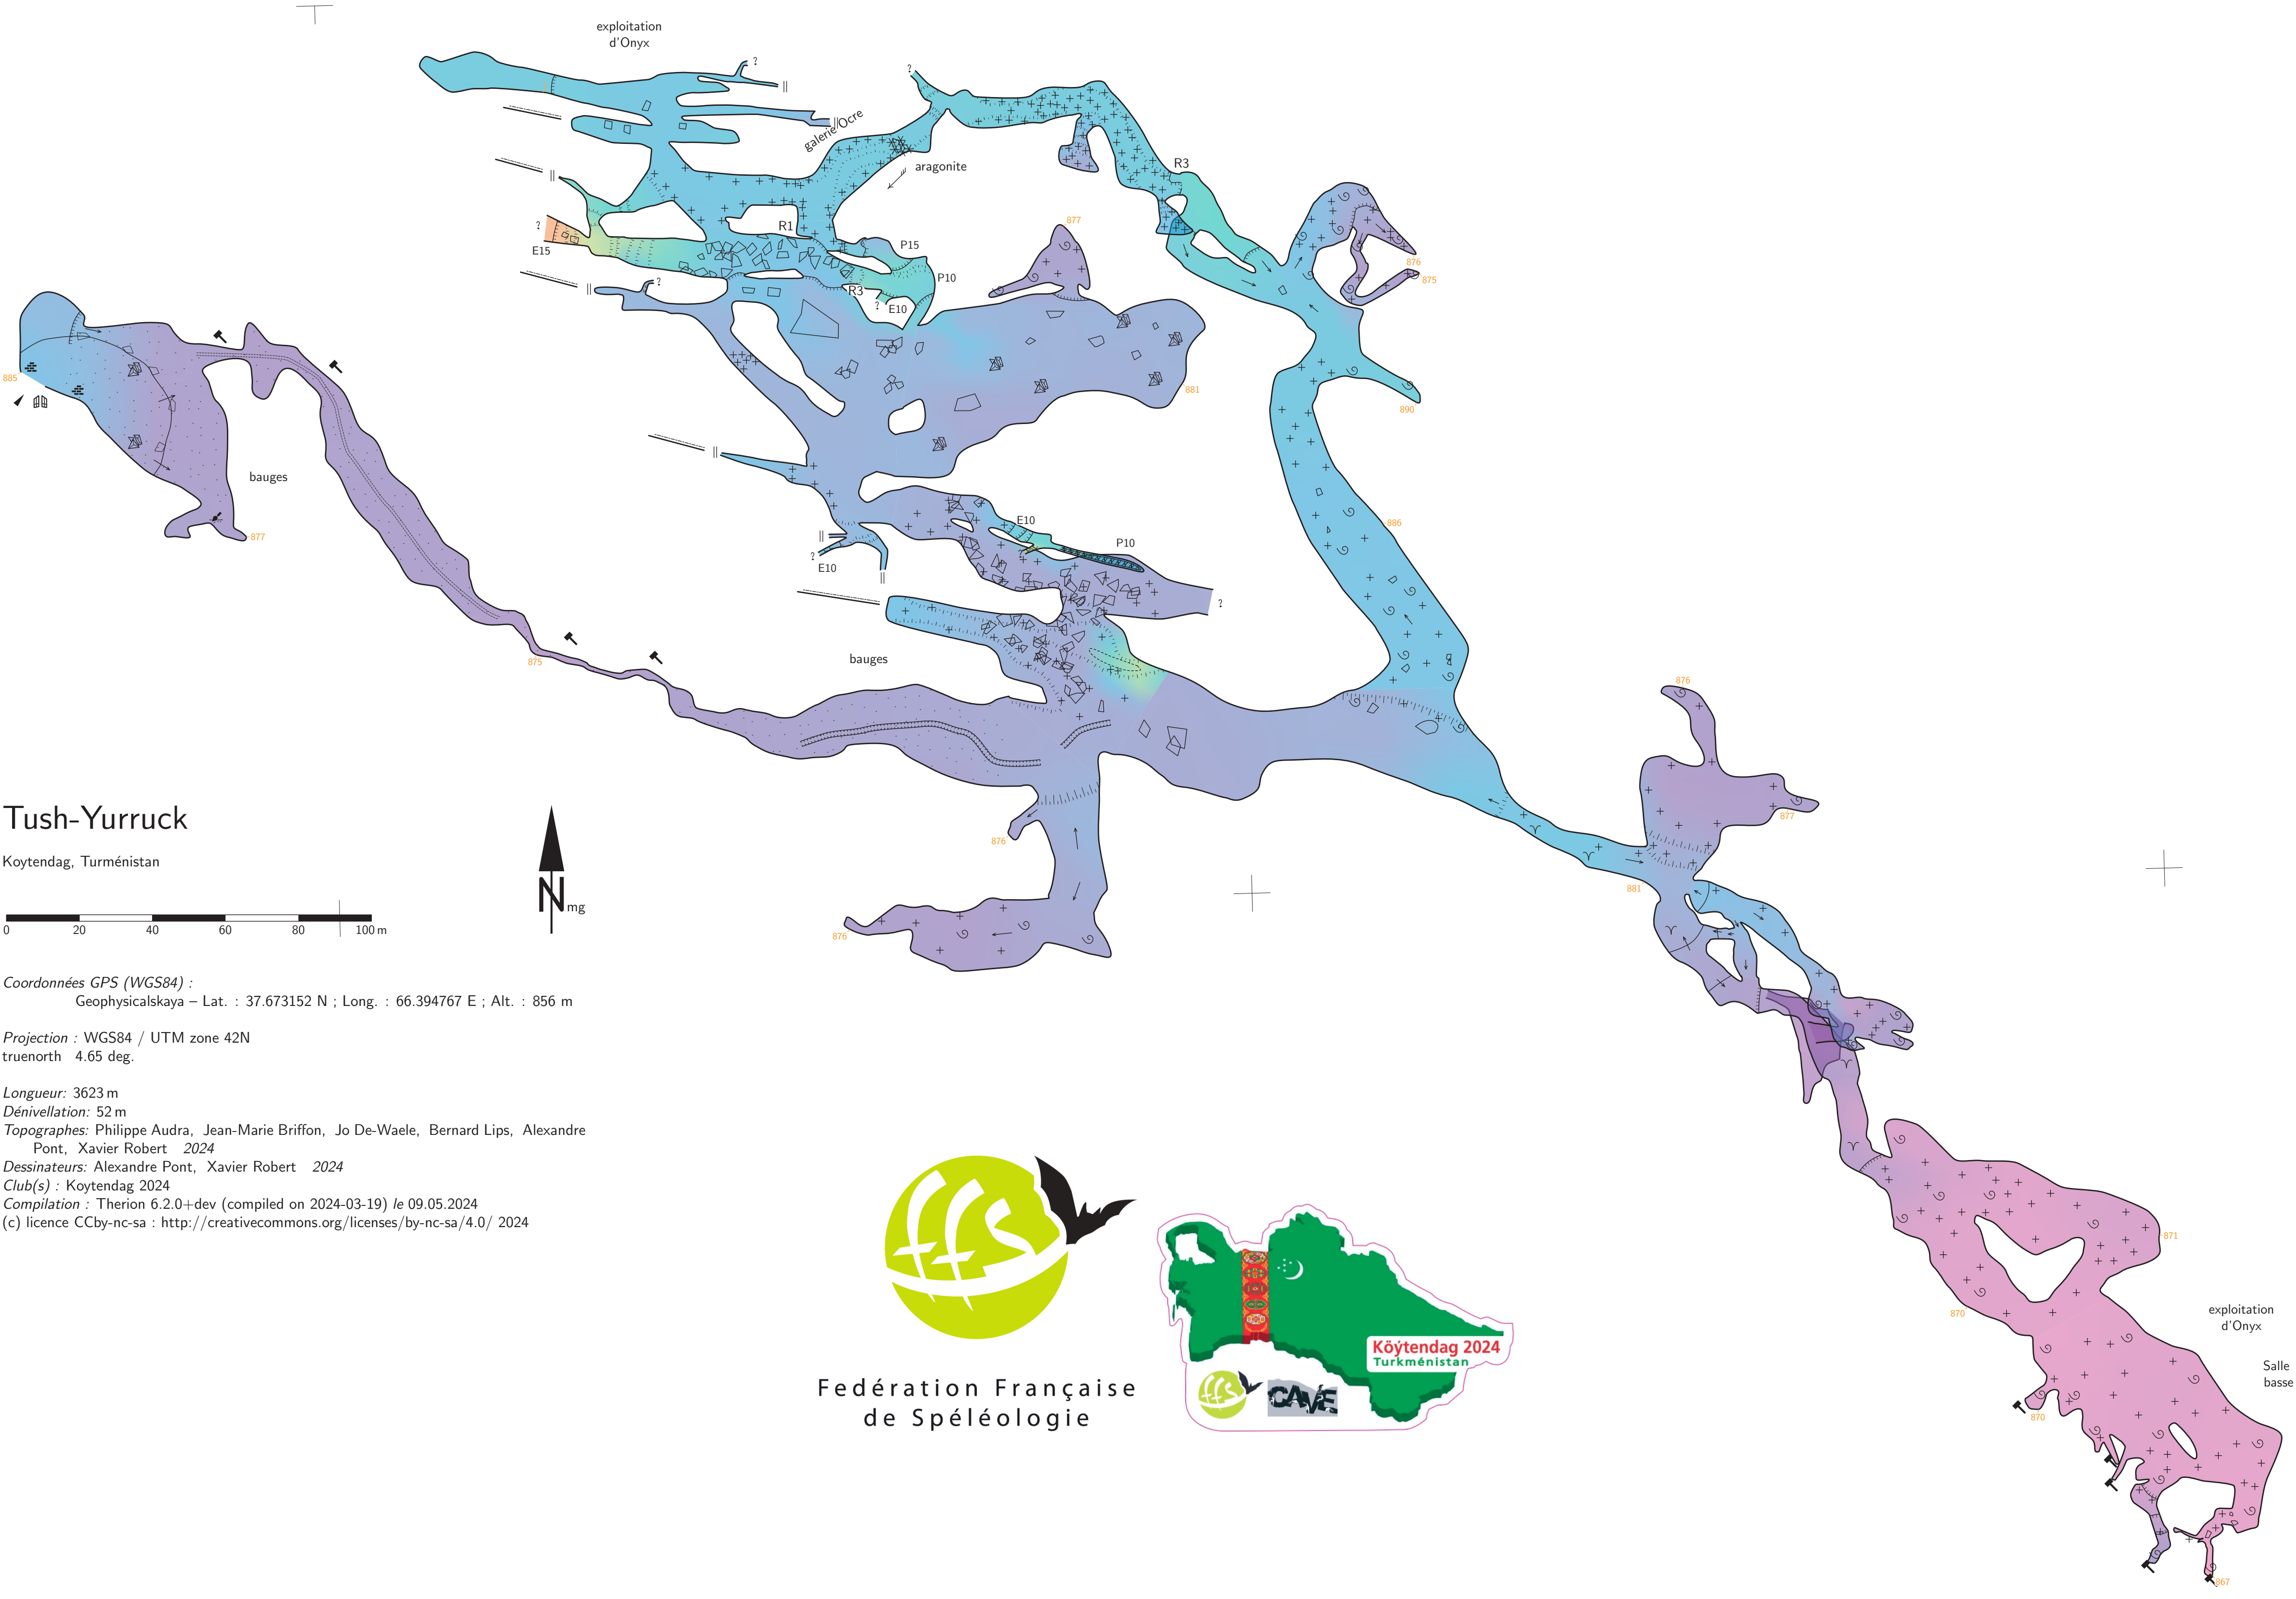 exploitation
d'Onyx
?
?
galerie Ocre
aragonite
R3
R1
?
E15
P15
P10
R3
?
E10
?
877
876
875
885
881
890
bauges
877
886
E10
?
P10
?
E10
?
875
bauges
876
877
876
881
876
Tush-Yurruck
Koytendag, Turménistan
0 20 40 60 80 100 m
N mg
Coordonnées GPS (WGS84) :
Geophysicalskaya – Lat. : 37.673152 N ; Long. : 66.394767 E ; Alt. : 856 m
Projection : WGS84 / UTM zone 42N
truenorth 4.65 deg.
Longueur: 3623 m
Dénivellation: 52 m
Topographes: Philippe Audra, Jean-Marie Briffon, Jo De-Waele, Bernard Lips, Alexandre
Pont, Xavier Robert 2024
Dessinateurs: Alexandre Pont, Xavier Robert 2024
Club(s) : Koytendag 2024
Compilation : Therion 6.2.0+dev (compiled on 2024-03-19) le 09.05.2024
(c) licence CCby-nc-sa : http://creativecommons.org/licenses/by-nc-sa/4.0/ 2024
ffs
Fedération Française
de Spéléologie
Köýtendag 2024
Turkménistan
ffs
CAVE
871
870
exploitation
d'Onyx
Salle
basse
870
867